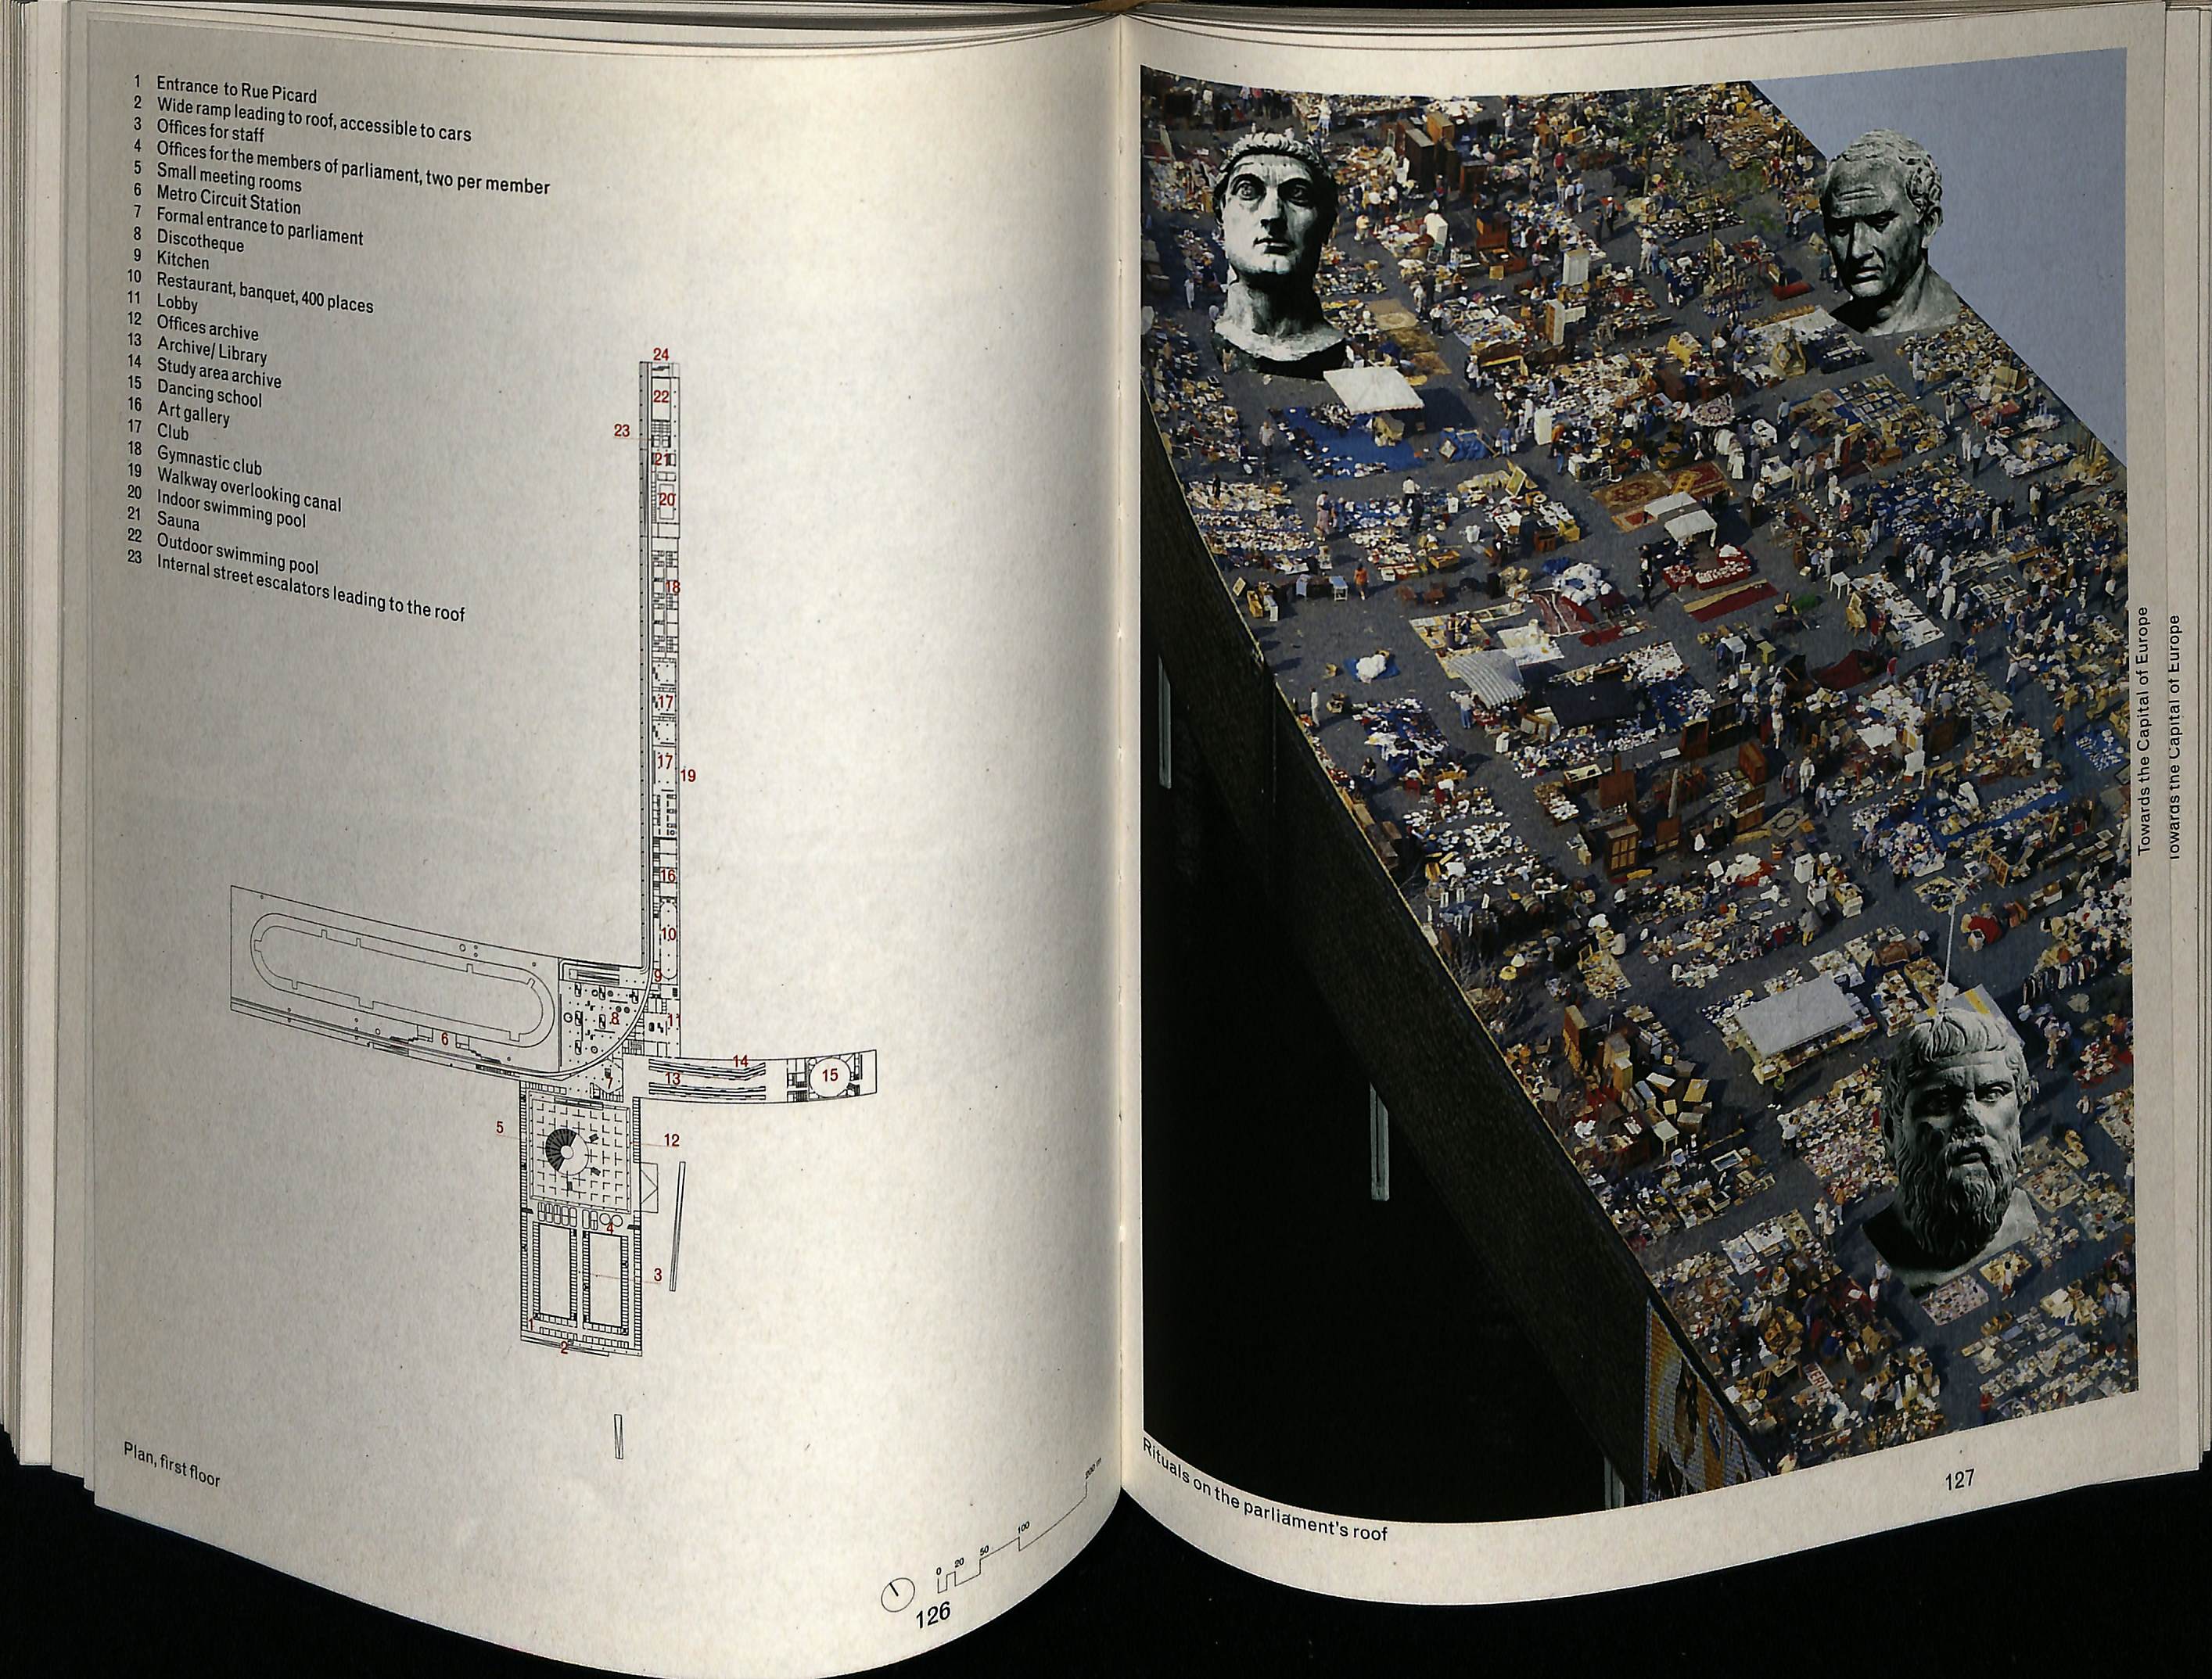 1 Entrance to Rue Picard
2 Wide ramp leading to roof, accessible to cars
3 Offices for staff
4 Offices for the members of parliament, two per member
5 Small meeting rooms
6 Metro Circuit Station
7 Formal entrance to parliament
8 Discotheque
9 Kitchen
10 Restaurant, banquet, 400 places
11 Lobby
12 Offices archive
13 Archive/Library
14 Study area archive
15 Dancing school
16 Art gallery
17 Club
18 Gymnastic club
19 Walkway overlooking canal
20 Indoor swimming pool
21 Sauna
22 Outdoor swimming pool
23 Internal street escalators leading to the roof
24
22
23
21
20
18
17
17
19
16
10
9
8
11
6
14
7
13
15
5
12
4
3
1
2
Plan, first floor
0 20 50 100 200 m
126
Rituals on the parliament's roof
127
Towards the Capital of Europe
Towards the Capital of Europe